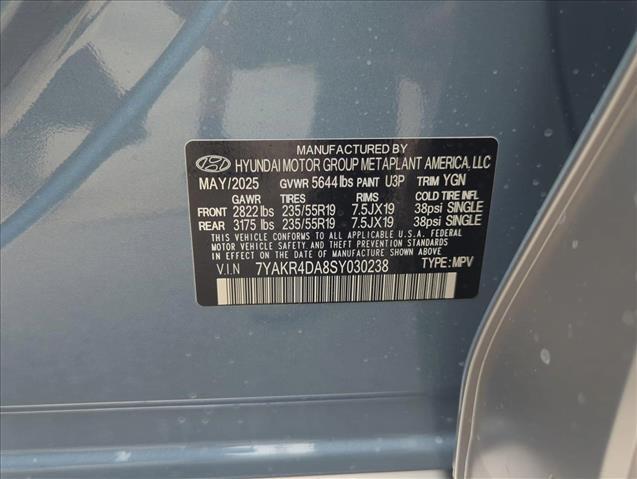 MANUFACTURED BY
HYUNDAI MOTOR GROUP METAPLANT AMERICA, LLC
MAY/2025 GVWR 5644 lbs PAINT U3P TRIM YGN
GAWR TIRES RIMS COLD TIRE INFL
FRONT 2822 lbs 235/55R19 7.5JX19 38psi SINGLE
REAR 3175 lbs 235/55R19 7.5JX19 38psi SINGLE
THIS VEHICLE CONFORMS TO ALL APPLICABLE U.S.A. FEDERAL
MOTOR VEHICLE SAFETY STANDARDS IN EFFECT ON THE DATE
OF MANUFACTURE SHOWN ABOVE.
V.I.N 7YAKR4DA8SY030238 TYPE: MPV